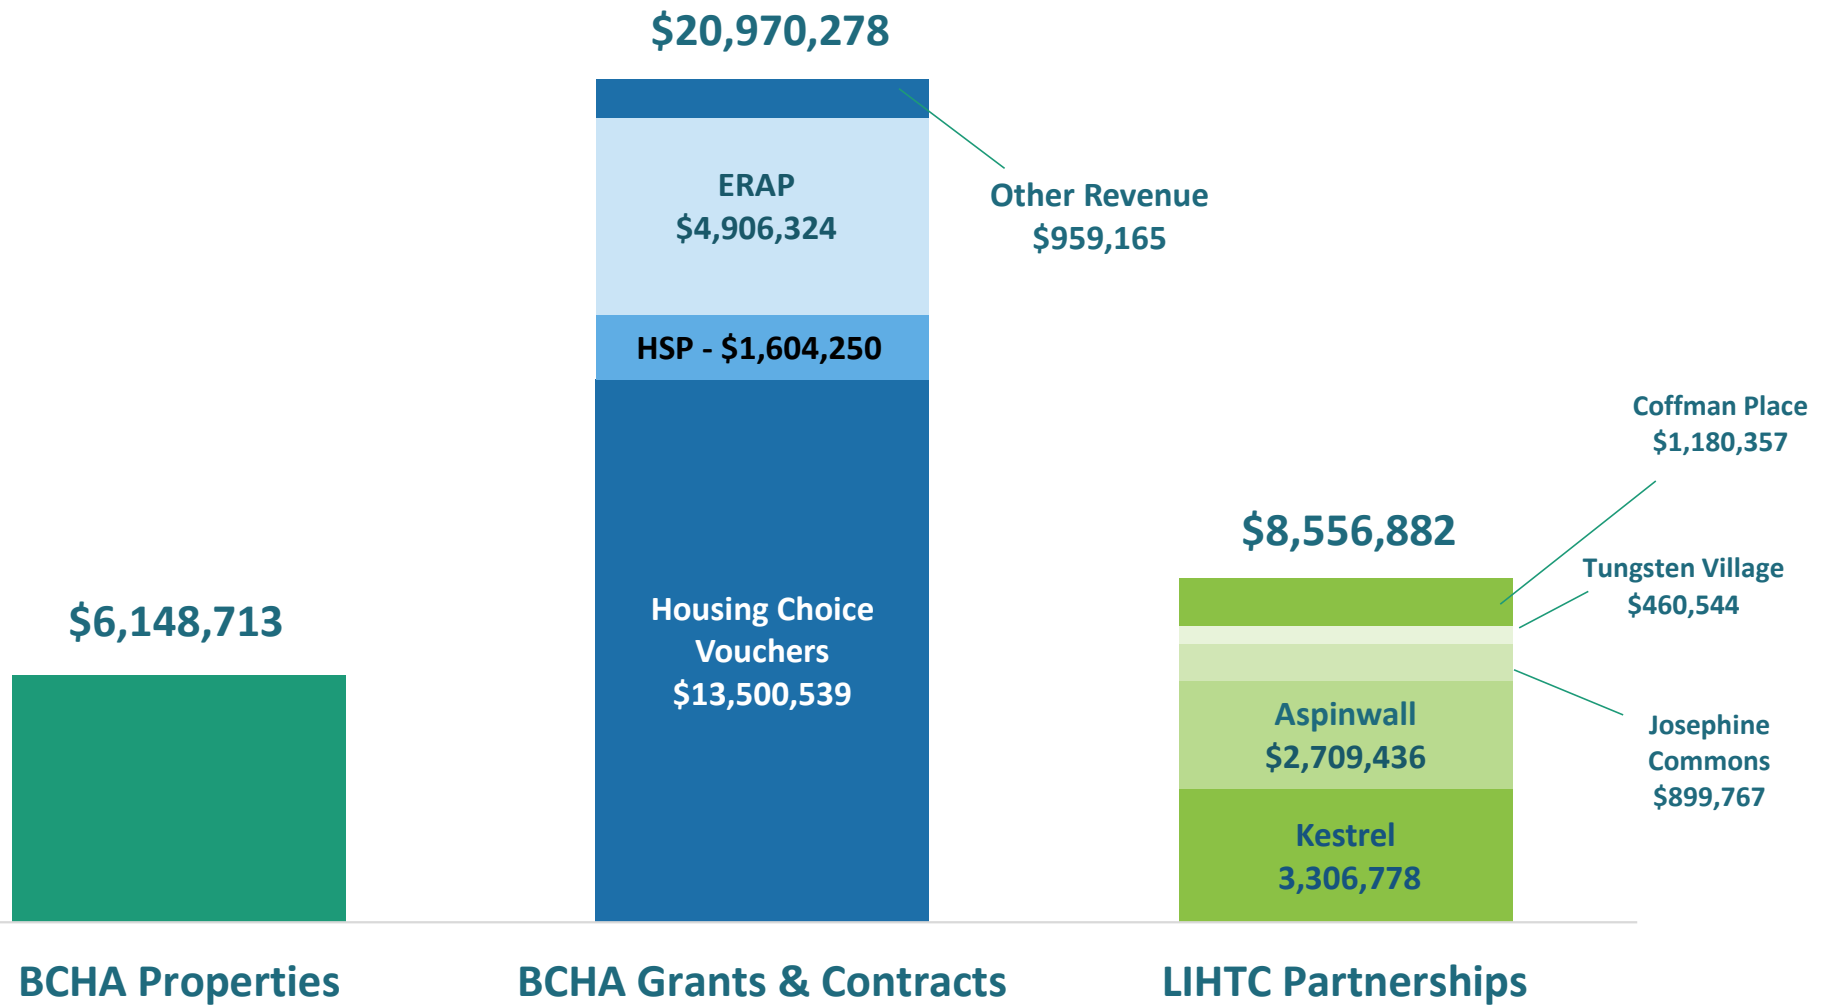 $20,970,278
ERAP
$4,906,324
Other Revenue
$959,165
HSP - $1,604,250
Housing Choice
Vouchers
$13,500,539
$6,148,713
$8,556,882
Coffman Place
$1,180,357
Tungsten Village
$460,544
Josephine
Commons
$899,767
Aspinwall
$2,709,436
Kestrel
3,306,778
BCHA Properties
BCHA Grants & Contracts
LIHTC Partnerships